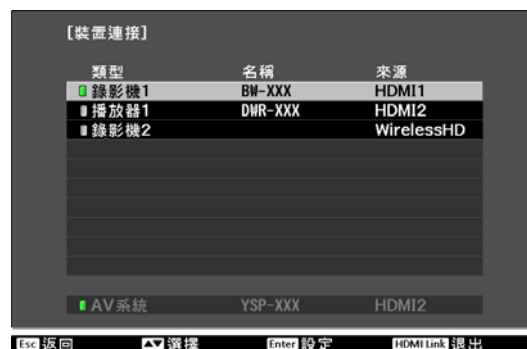 [裝置連接]
類型 名稱 來源
錄影機1 BW-XXX HDMI1
播放器1 DWR-XXX HDMI2
錄影機2 WirelessHD
AV系統 YSP-XXX HDMI2
Esc 返回 ▲▼ 選擇 Enter 設定 HDMI Link 退出